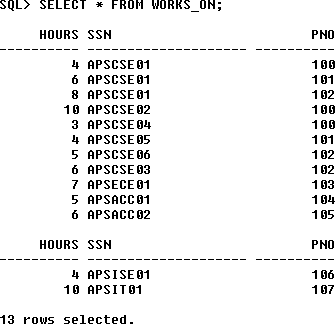 SQL> SELECT * FROM WORKS_ON;
HOURS SSN PNO
---------- -------------------- ----------
4 APSCSE01 100
6 APSCSE01 101
8 APSCSE01 102
10 APSCSE02 100
3 APSCSE04 100
4 APSCSE05 101
5 APSCSE06 102
6 APSCSE03 102
7 APSECE01 103
5 APSACC01 104
6 APSACC02 105
HOURS SSN PNO
---------- -------------------- ----------
4 APSISE01 106
10 APSIT01 107
13 rows selected.